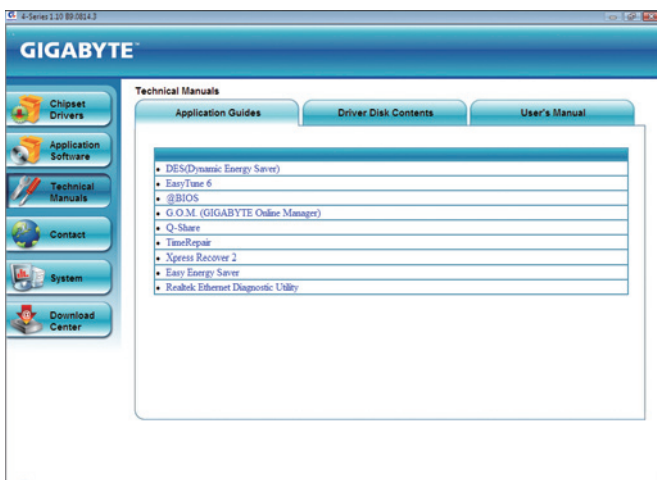 4-Series 1.10 B9.0814.3
GIGABYTE™
Technical Manuals
Application Guides
Driver Disk Contents
User's Manual
Chipset
Drivers
Application
Software
Technical
Manuals
Contact
System
Download
Center
• DES(Dynamic Energy Saver)
• EasyTune 6
• @BIOS
• G.O.M. (GIGABYTE Online Manager)
• Q-Share
• TimeRepair
• Xpress Recover 2
• Easy Energy Saver
• Realtek Ethernet Diagnostic Utility